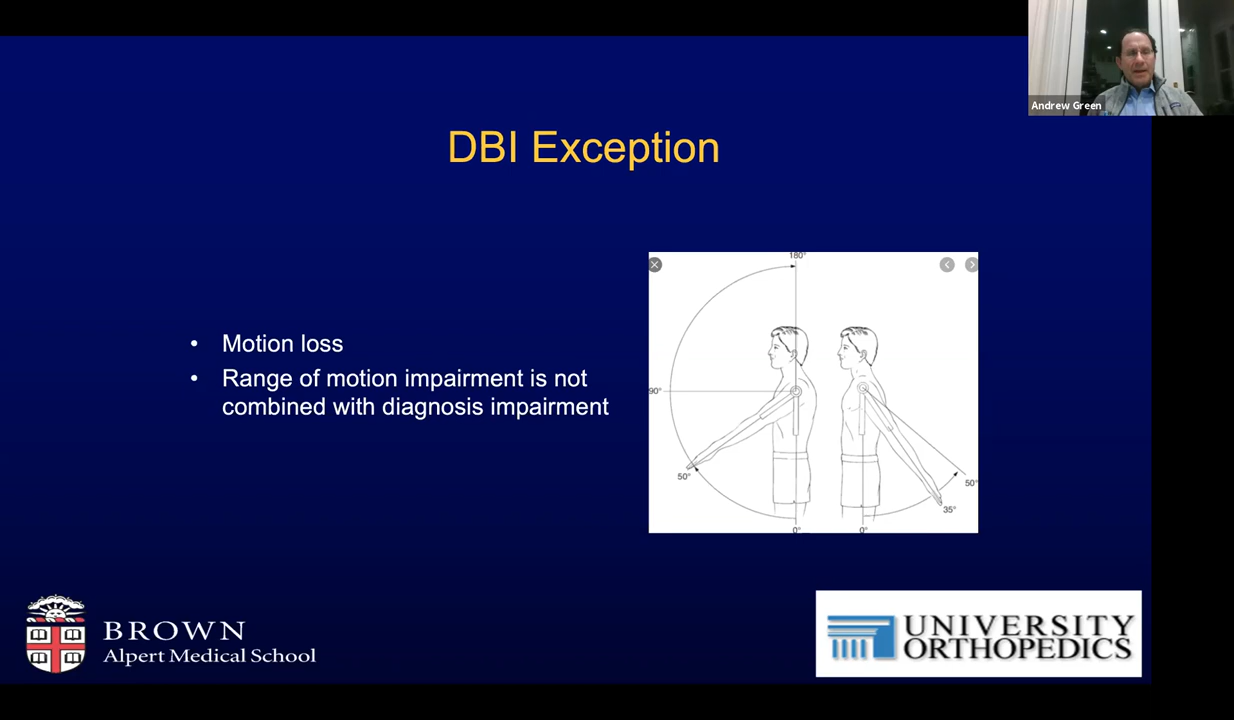 Andrew Green
DBI Exception
• Motion loss
• Range of motion impairment is not
combined with diagnosis impairment
180°
90°
50°
0°
0°
50°
35°
BROWN
Alpert Medical School
UNIVERSITY
ORTHOPEDICS